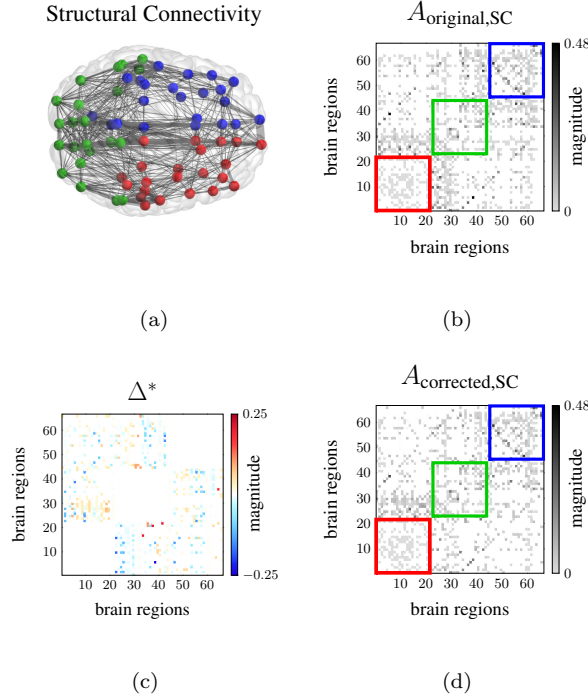 Structural Connectivity
(a)
A_original,SC
brain regions
60
50
40
30
20
10
10 20 30 40 50 60
brain regions
0.48
magnitude
0
(b)
Δ*
brain regions
60
50
40
30
20
10
10 20 30 40 50 60
brain regions
0.25
magnitude
−0.25
(c)
A_corrected,SC
brain regions
60
50
40
30
20
10
10 20 30 40 50 60
brain regions
0.48
magnitude
0
(d)